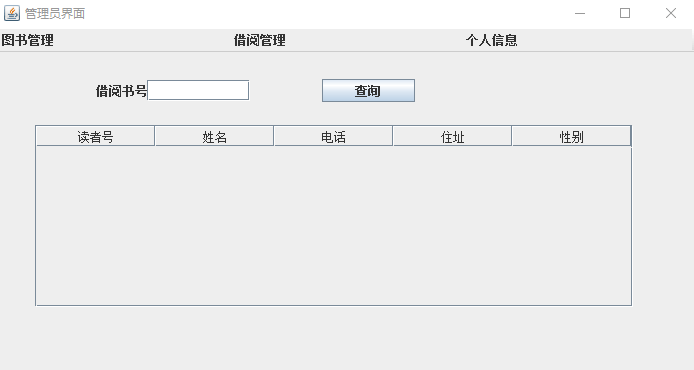 管理员界面
图书管理 借阅管理 个人信息
借阅书号 查询
读者号 姓名 电话 住址 性别